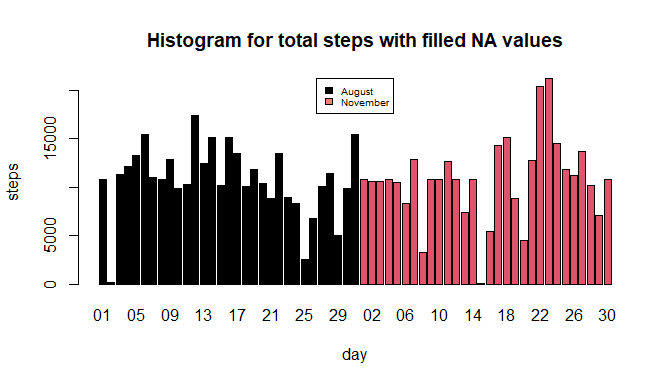 Histogram for total steps with filled NA values
August
November
steps
15000
5000
0
01 05 09 13 17 21 25 29 02 06 10 14 18 22 26 30
day